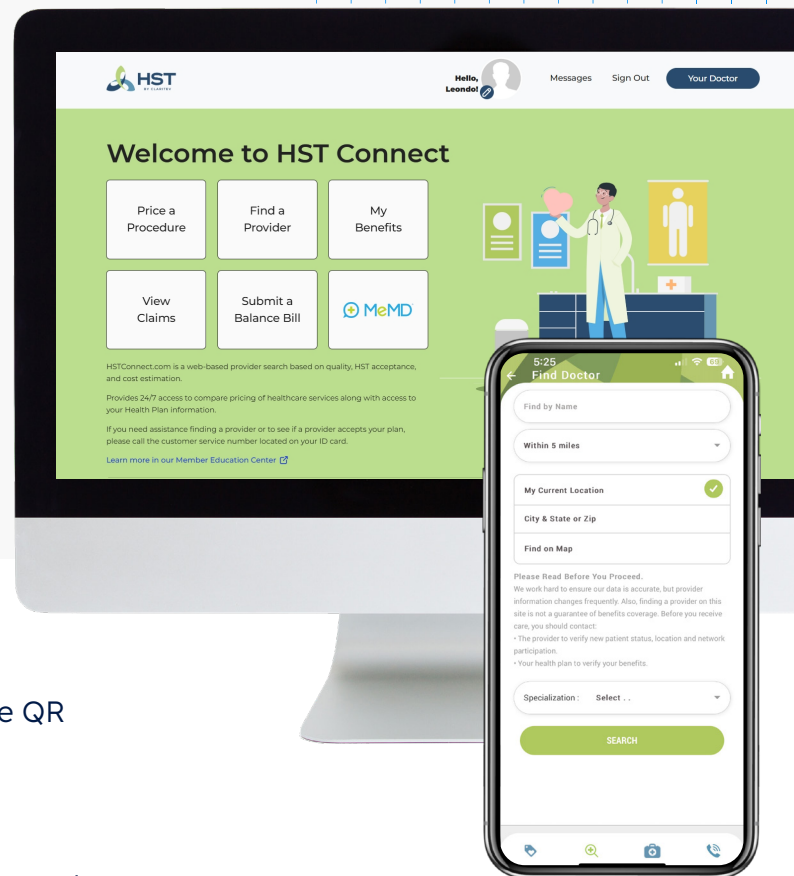 HST
BY CLARITEV
Hello,
Leondo!
Messages
Sign Out
Your Doctor
Welcome to HST Connect
Price a
Procedure
Find a
Provider
My
Benefits
View
Claims
Submit a
Balance Bill
MeMD
HSTConnect.com is a web-based provider search based on quality, HST acceptance,
and cost estimation.
Provides 24/7 access to compare pricing of healthcare services along with access to
your Health Plan information.
If you need assistance finding a provider or to see if a provider accepts your plan,
please call the customer service number located on your ID card.
Learn more in our Member Education Center
5:25
69
Find Doctor
Find by Name
Within 5 miles
My Current Location
City & State or Zip
Find on Map
Please Read Before You Proceed.
We work hard to ensure our data is accurate, but provider
information changes frequently. Also, finding a provider on this
site is not a guarantee of benefits coverage. Before you receive
care, you should contact:
• The provider to verify new patient status, location and network
participation.
• Your health plan to verify your benefits.
Specialization : Select . .
SEARCH
e QR